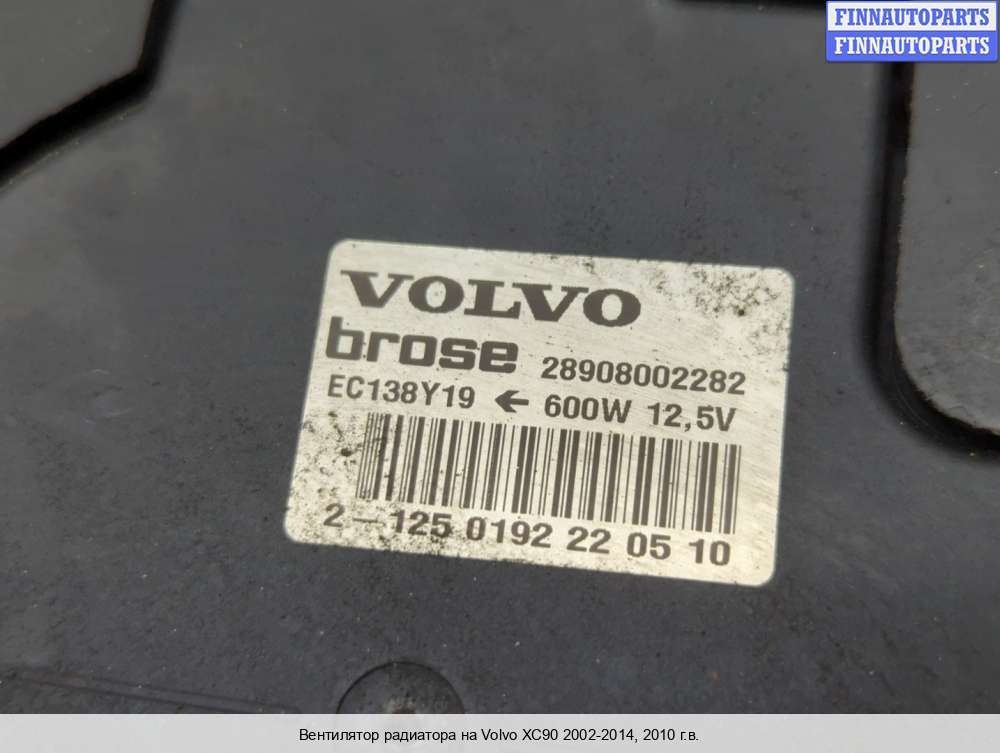 FINNAUTOPARTS
FINNAUTOPARTS
VOLVO
brose 28908002282
EC138Y19 ← 600W 12,5V
2-125 0192 22 05 10
Вентилятор радиатора на Volvo XC90 2002-2014, 2010 г.в.